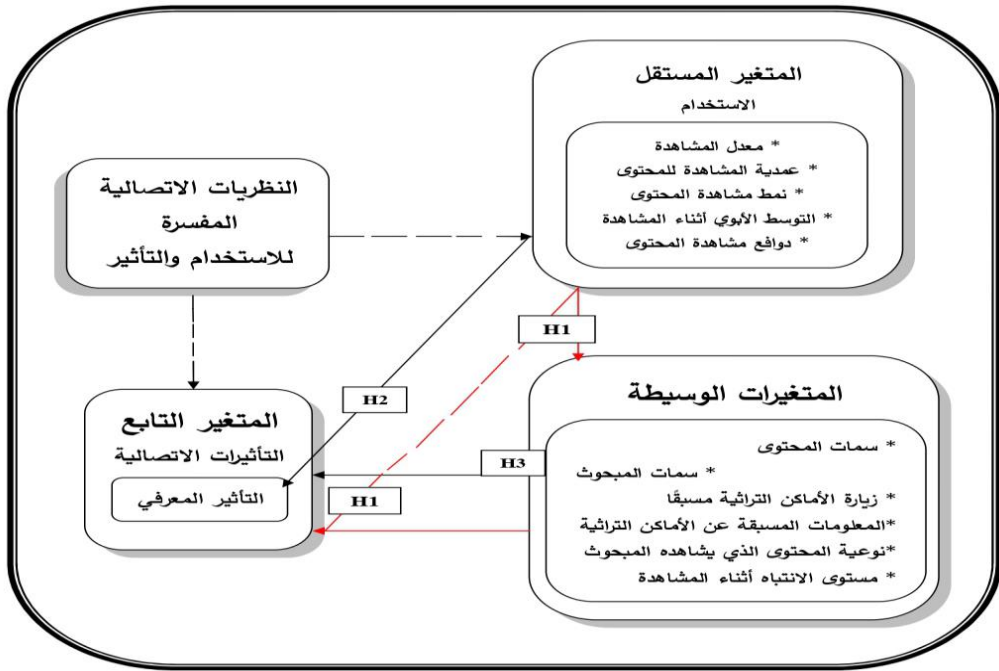 المتغير المستقل
الاستخدام
* معدل المشاهدة
* عمدية المشاهدة للمحتوى
* نمط مشاهدة المحتوى
* التوسط الأبوي أثناء المشاهدة
* دوافع مشاهدة المحتوى
النظريات الاتصالية
المفسرة
للاستخدام والتأثير
H1
H2
المتغيرات الوسيطة
* سمات المحتوى
* سمات المبحوث
* زيارة الأماكن التراثية مسبقًا
*المعلومات المسبقة عن الأماكن التراثية
*نوعية المحتوى الذي يشاهده المبحوث
* مستوى الانتباه أثناء المشاهدة
H3
H1
المتغير التابع
التأثيرات الاتصالية
التأثير المعرفي